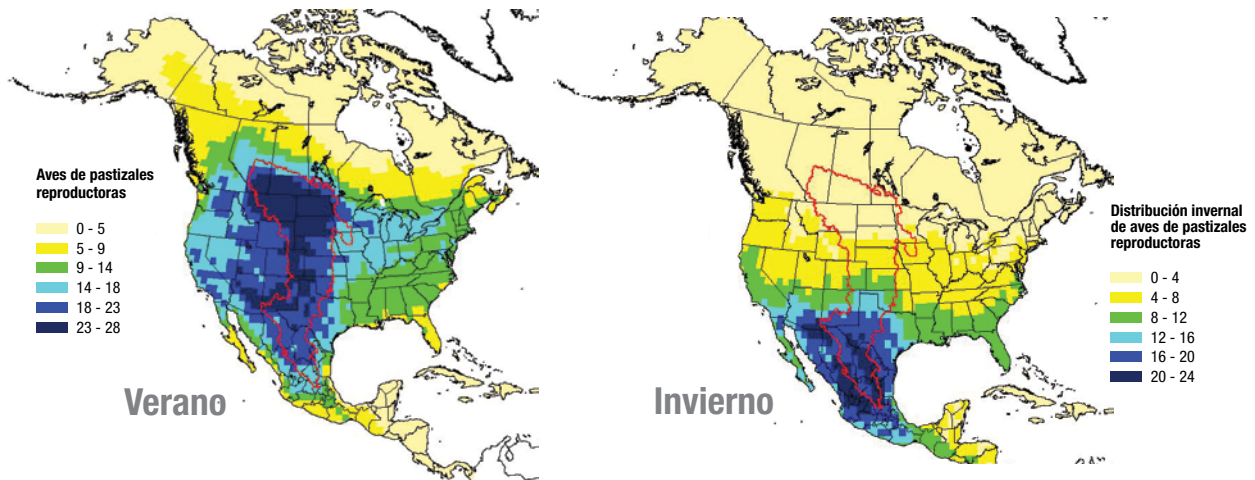 Aves de pastizales
reproductoras
0 - 5
5 - 9
9 - 14
14 - 18
18 - 23
23 - 28
Verano
Invierno
Distribución invernal
de aves de pastizales
reproductoras
0 - 4
4 - 8
8 - 12
12 - 16
16 - 20
20 - 24